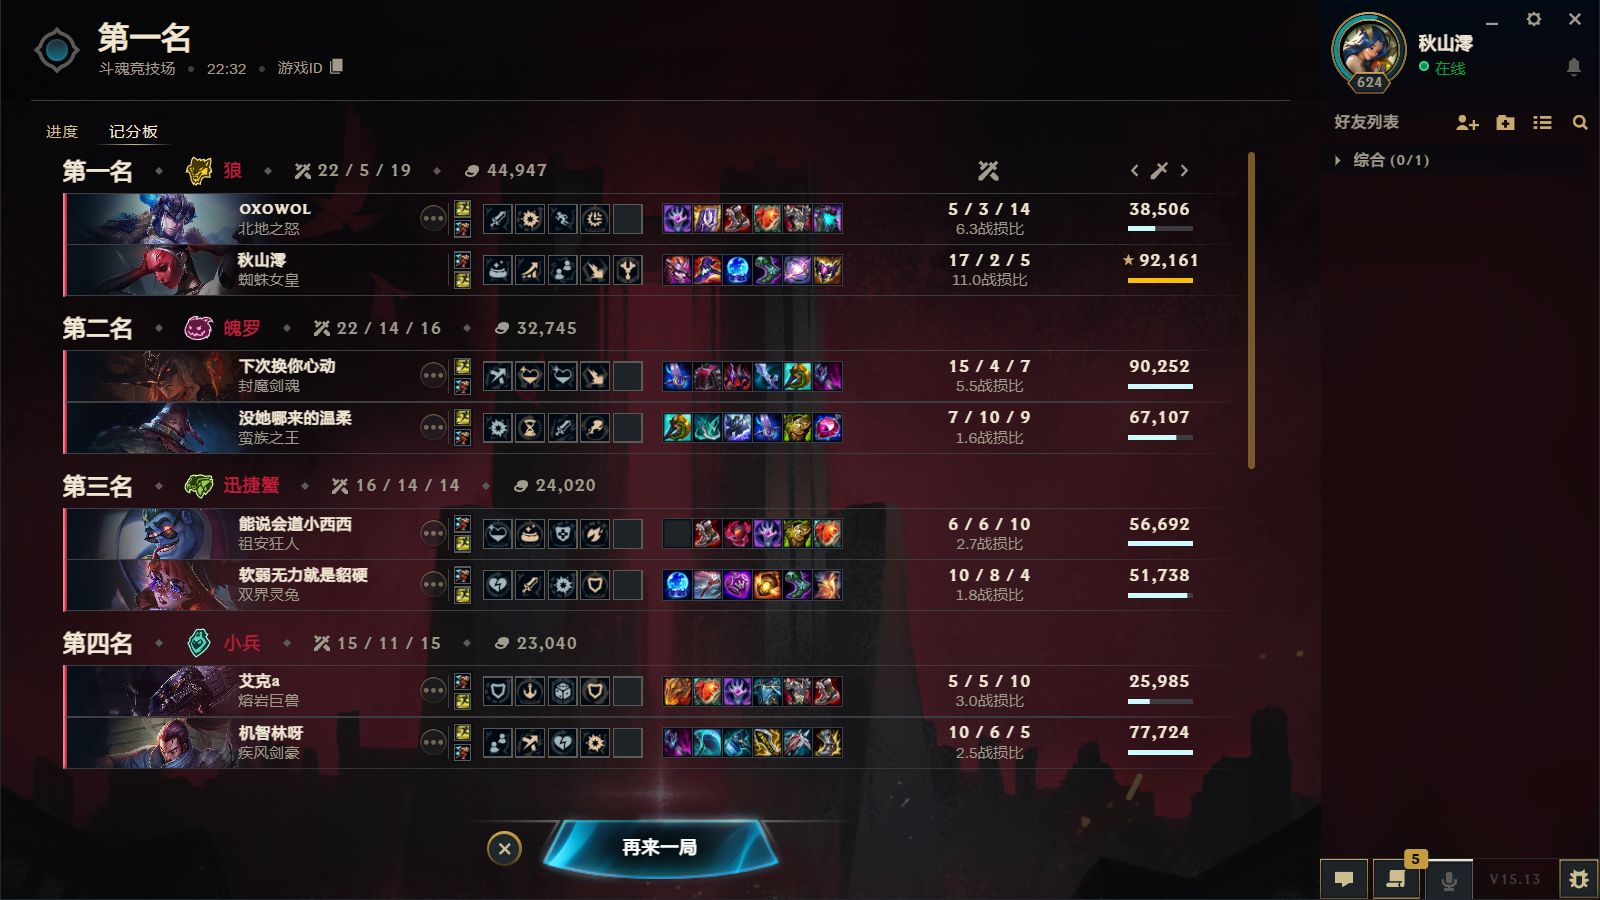 第一名
斗魂竞技场 • 22:32 • 游戏ID
秋山澪
在线
624
好友列表
综合 (0/1)
进度 记分板
第一名 狼 22 / 5 / 19 44,947
OXOWOL
北地之怒
5 / 3 / 14
6.3战损比
38,506
秋山澪
蜘蛛女皇
17 / 2 / 5
11.0战损比
92,161
第二名 魄罗 22 / 14 / 16 32,745
下次换你心动
封魔剑魂
15 / 4 / 7
5.5战损比
90,252
没她哪来的温柔
蛮族之王
7 / 10 / 9
1.6战损比
67,107
第三名 迅捷蟹 16 / 14 / 14 24,020
能说会道小西西
祖安狂人
6 / 6 / 10
2.7战损比
56,692
软弱无力就是貂硬
双界灵兔
10 / 8 / 4
1.8战损比
51,738
第四名 小兵 15 / 11 / 15 23,040
艾克a
熔岩巨兽
5 / 5 / 10
3.0战损比
25,985
机智林呀
疾风剑豪
10 / 6 / 5
2.5战损比
77,724
再来一局
5
V15.13